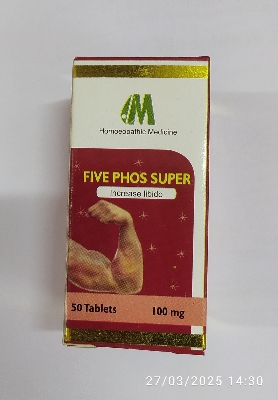 M
Homoeopathic Medicine
FIVE PHOS SUPER
Increase libido
50 Tablets 100 mg
27/03/2025 14:30